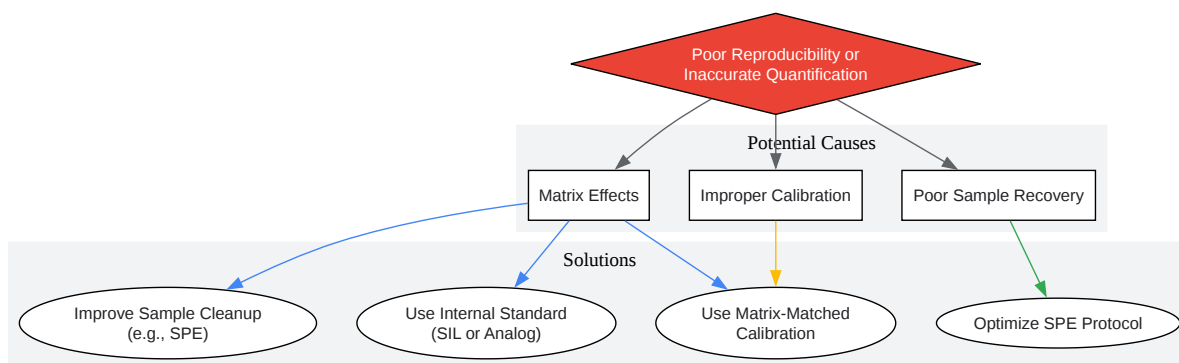 Poor Reproducibility or
Inaccurate Quantification
Potential Causes
Matrix Effects
Improper Calibration
Poor Sample Recovery
Solutions
Improve Sample Cleanup
(e.g., SPE)
Use Internal Standard
(SIL or Analog)
Use Matrix-Matched
Calibration
Optimize SPE Protocol